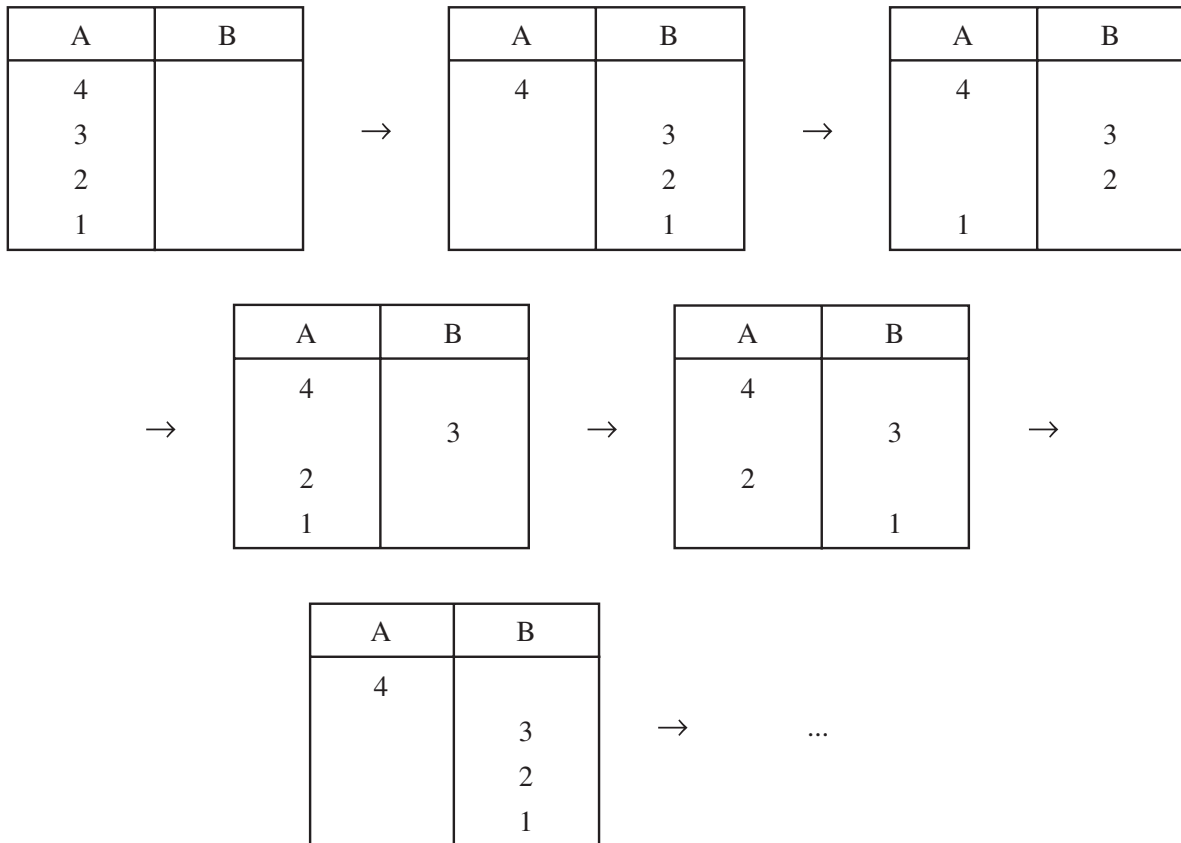 A B A B A B
4 4 4
3 → 3 → 3
2 2 2
1 1 1
A B A B
4 4
→ 3 → 3 →
2 2
1 1
A B
4
3 → ...
2
1